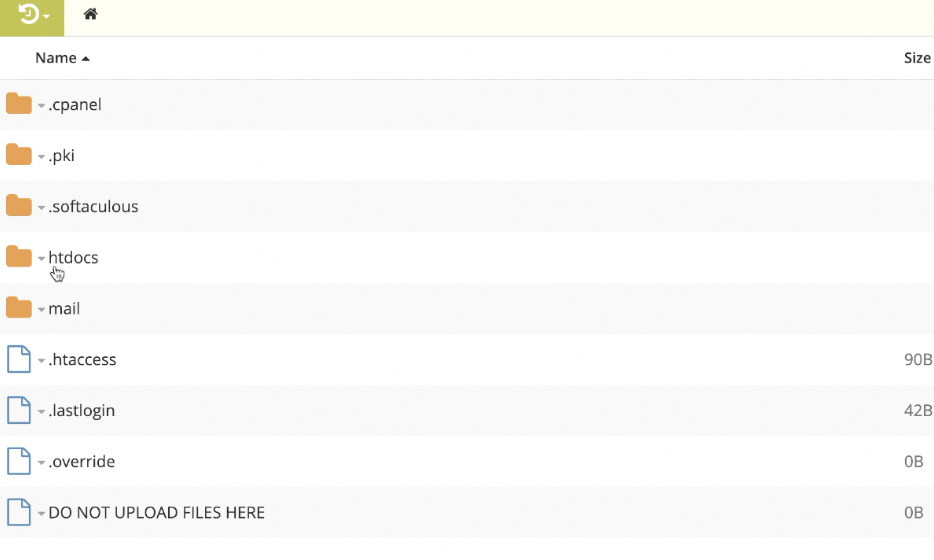 Name Size
.cpanel
.pki
.softaculous
htdocs
mail
.htaccess 90B
.lastlogin 42B
.override 0B
DO NOT UPLOAD FILES HERE 0B